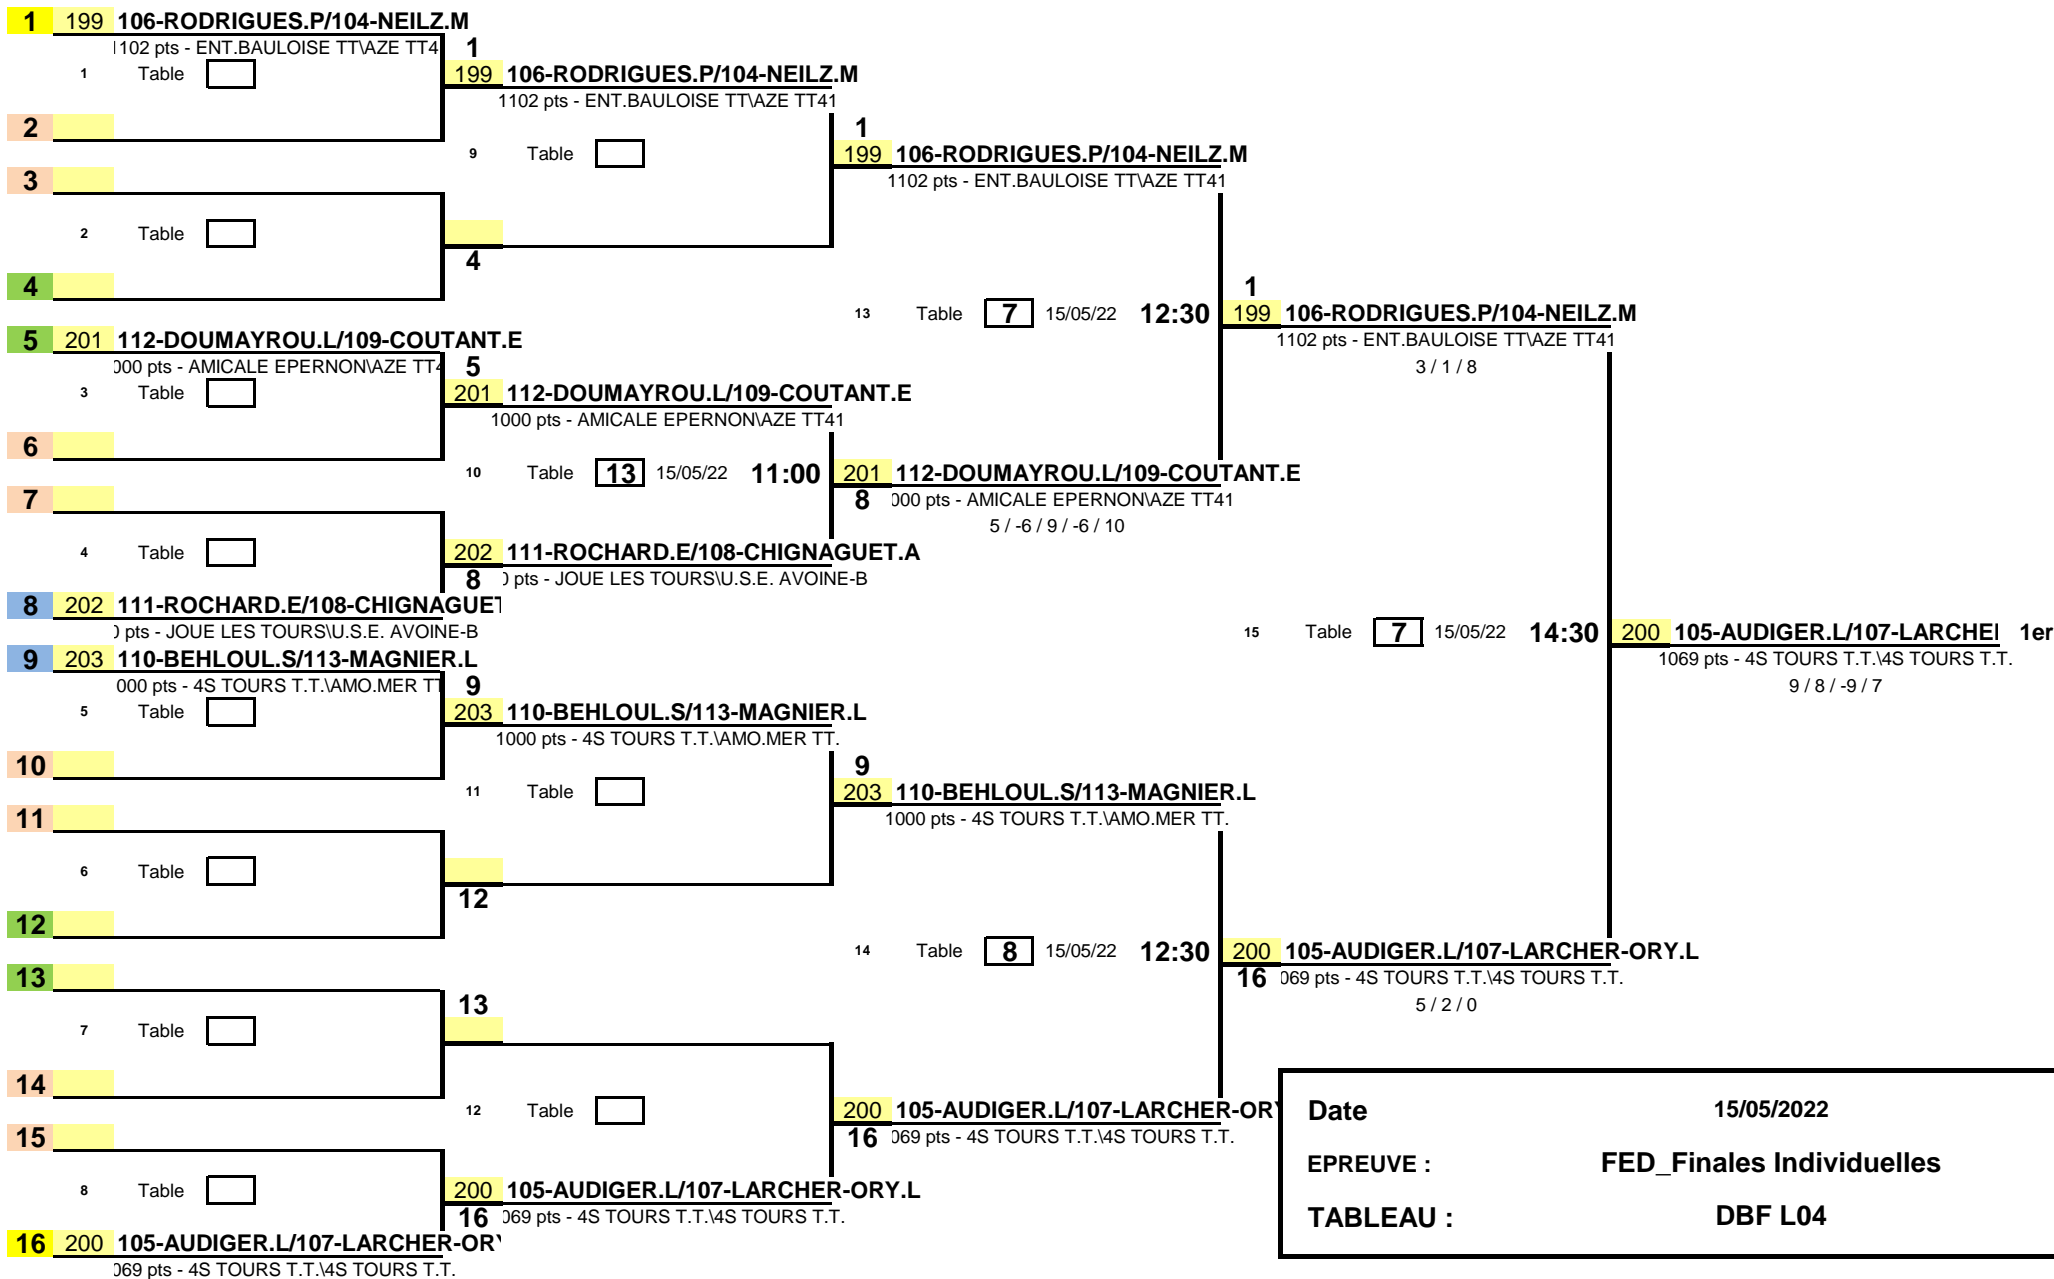 1 199 106-RODRIGUES.P/104-NEILZ.M
1102 pts - ENT.BAULOISE TT\AZE TT4
1
1 Table
199 106-RODRIGUES.P/104-NEILZ.M
1102 pts - ENT.BAULOISE TT\AZE TT41
2
1
9 Table
199 106-RODRIGUES.P/104-NEILZ.M
3
1102 pts - ENT.BAULOISE TT\AZE TT41
2 Table
4
4
1
13 Table 7 15/05/22 12:30
199 106-RODRIGUES.P/104-NEILZ.M
5 201 112-DOUMAYROU.L/109-COUTANT.E
1102 pts - ENT.BAULOISE TT\AZE TT41
000 pts - AMICALE EPERNON\AZE TT4
5
3 / 1 / 8
3 Table
201 112-DOUMAYROU.L/109-COUTANT.E
1000 pts - AMICALE EPERNON\AZE TT41
6
10 Table 13 15/05/22 11:00
201 112-DOUMAYROU.L/109-COUTANT.E
7
8 000 pts - AMICALE EPERNON\AZE TT41
5 / -6 / 9 / -6 / 10
4 Table
202 111-ROCHARD.E/108-CHIGNAGUET.A
8 0 pts - JOUE LES TOURS\U.S.E. AVOINE-B
8 202 111-ROCHARD.E/108-CHIGNAGUET
0 pts - JOUE LES TOURS\U.S.E. AVOINE-B
15 Table 7 15/05/22 14:30
200 105-AUDIGER.L/107-LARCHE 1er
9 203 110-BEHLOUL.S/113-MAGNIER.L
1069 pts - 4S TOURS T.T.\4S TOURS T.T.
000 pts - 4S TOURS T.T.\AMO.MER TT
9
9 / 8 / -9 / 7
5 Table
203 110-BEHLOUL.S/113-MAGNIER.L
1000 pts - 4S TOURS T.T.\AMO.MER TT.
10
9
11 Table
203 110-BEHLOUL.S/113-MAGNIER.L
11
1000 pts - 4S TOURS T.T.\AMO.MER TT.
6 Table
12
12
14 Table 8 15/05/22 12:30
200 105-AUDIGER.L/107-LARCHER-ORY.L
13
16 069 pts - 4S TOURS T.T.\4S TOURS T.T.
13
5 / 2 / 0
7 Table
14
12 Table
200 105-AUDIGER.L/107-LARCHER-ORY
15
16 069 pts - 4S TOURS T.T.\4S TOURS T.T.
8 Table
200 105-AUDIGER.L/107-LARCHER-ORY.L
16 069 pts - 4S TOURS T.T.\4S TOURS T.T.
16 200 105-AUDIGER.L/107-LARCHER-ORY
069 pts - 4S TOURS T.T.\4S TOURS T.T.
Date 15/05/2022
EPREUVE : FED_Finales Individuelles
TABLEAU : DBF L04